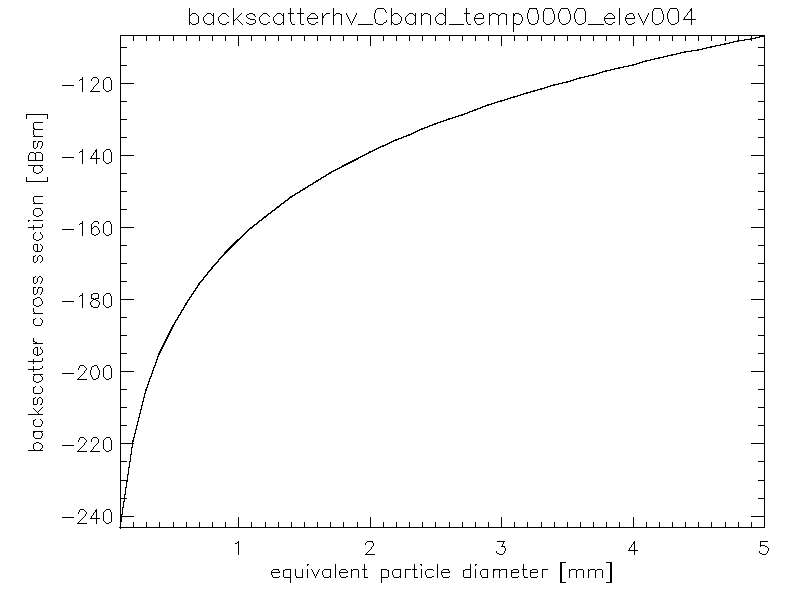 backscatterhv_Cband_temp0000_elev004
backscatter cross section [dBsm]
−120
−140
−160
−180
−200
−220
−240
1 2 3 4 5
equivalent particle diameter [mm]